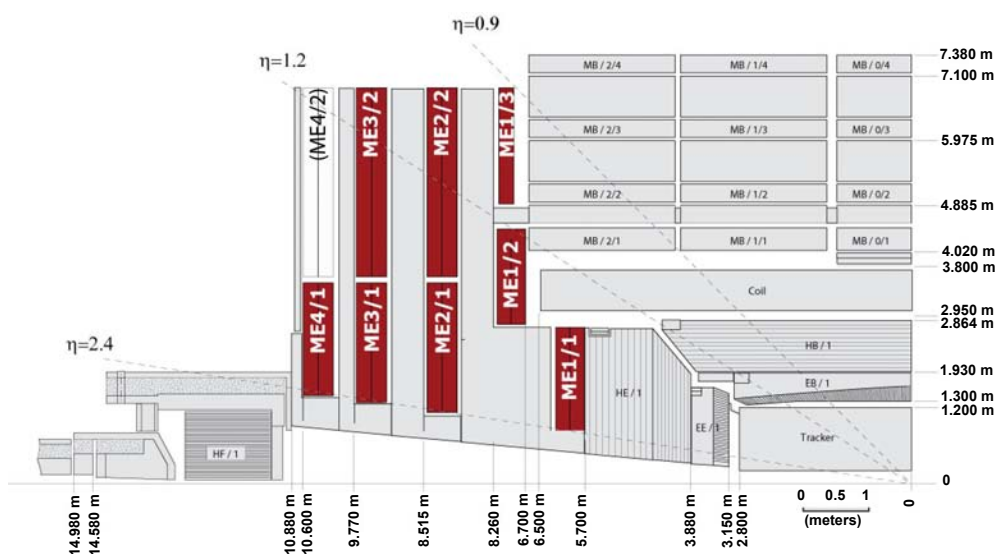 η=0.9
η=1.2
η=2.4
7.380 m
7.100 m
5.975 m
4.885 m
4.020 m
3.800 m
2.950 m
2.864 m
1.930 m
1.300 m
1.200 m
0
MB / 2/4
MB / 1/4
MB / 0/4
MB / 2/3
MB / 1/3
MB / 0/3
MB / 2/2
MB / 1/2
MB / 0/2
MB / 2/1
MB / 1/1
MB / 0/1
(ME4/2)
ME3/2
ME2/2
ME1/3
ME1/2
ME4/1
ME3/1
ME2/1
ME1/1
Coil
HB / 1
HE / 1
EB / 1
EE / 1
Tracker
HF / 1
0 0.5 1
(meters)
14.980 m
14.580 m
10.880 m
10.600 m
9.770 m
8.515 m
8.260 m
6.700 m
6.500 m
5.700 m
3.880 m
3.150 m
2.800 m
0